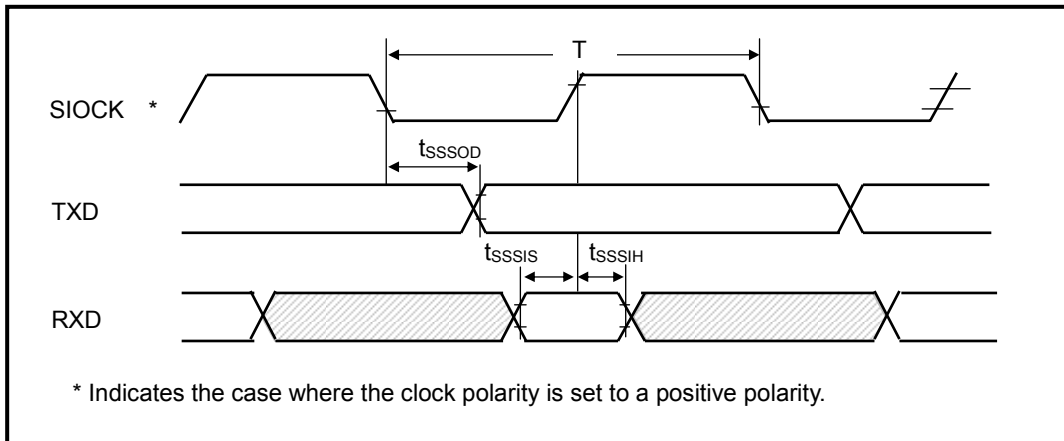 T
SIOCK *
tSSSOD
TXD
tSSSIS tSSSIH
RXD
* Indicates the case where the clock polarity is set to a positive polarity.